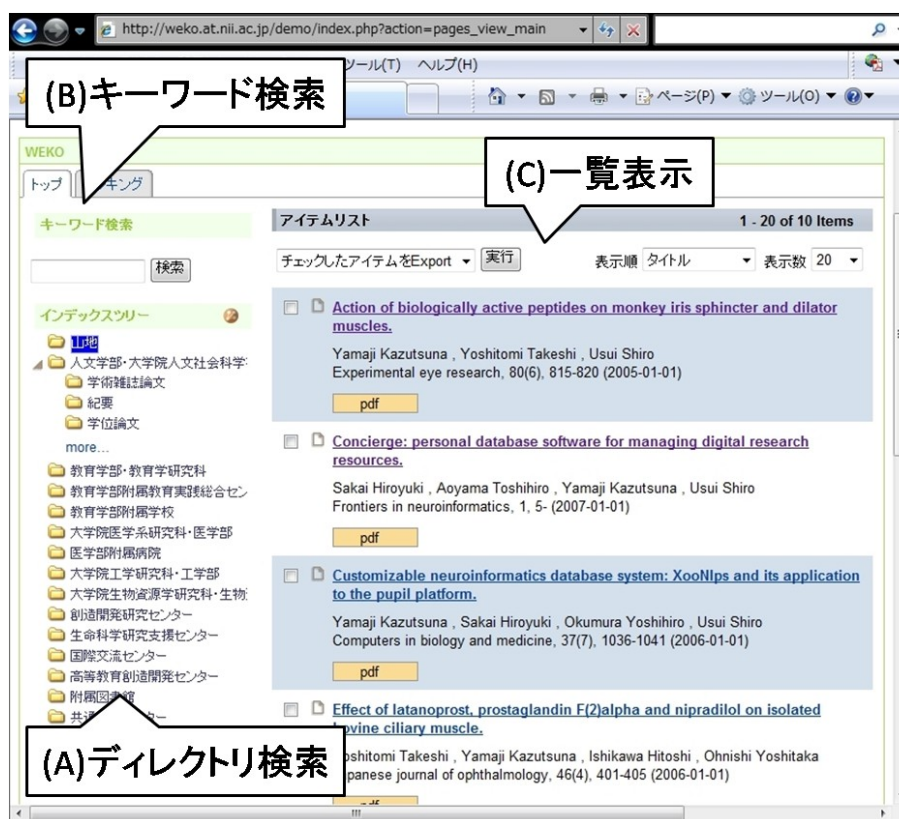 http://weko.at.nii.ac.jp/demo/index.php?action=pages_view_main
ツール(T) ヘルプ(H)
(B)キーワード検索
ページ(P) ツール(O)
WEKO
(C)一覧表示
トップ キング
キーワード検索
アイテムリスト 1 - 20 of 10 Items
検索
チェックしたアイテムをExport 実行 表示順 タイトル 表示数 20
インデックスツリー
山地
人文学部・大学院人文社会科学
学術雑誌論文
紀要
学位論文
more...
教育学部・教育学研究科
教育学部附属教育実践総合セン
教育学部附属学校
大学院医学系研究科・医学部
医学部附属病院
大学院工学研究科・工学部
大学院生物資源学研究科・生物
創造開発研究センター
生命科学研究支援センター
国際交流センター
高等教育創造開発センター
附属図書館
共通
ター
(A)ディレクトリ検索
Action of biologically active peptides on monkey iris sphincter and dilator
muscles.
Yamaji Kazutsuna , Yoshitomi Takeshi , Usui Shiro
Experimental eye research, 80(6), 815-820 (2005-01-01)
pdf
Concierge: personal database software for managing digital research
resources.
Sakai Hiroyuki , Aoyama Toshihiro , Yamaji Kazutsuna , Usui Shiro
Frontiers in neuroinformatics, 1, 5- (2007-01-01)
pdf
Customizable neuroinformatics database system: XooNIps and its application
to the pupil platform.
Yamaji Kazutsuna , Sakai Hiroyuki , Okumura Yoshihiro , Usui Shiro
Computers in biology and medicine, 37(7), 1036-1041 (2006-01-01)
pdf
Effect of latanoprost, prostaglandin F(2)alpha and nipradilol on isolated
bovine ciliary muscle.
oshitomi Takeshi , Yamaji Kazutsuna , Ishikawa Hitoshi , Ohnishi Yoshitaka
panese journal of ophthalmology, 46(4), 401-405 (2006-01-01)